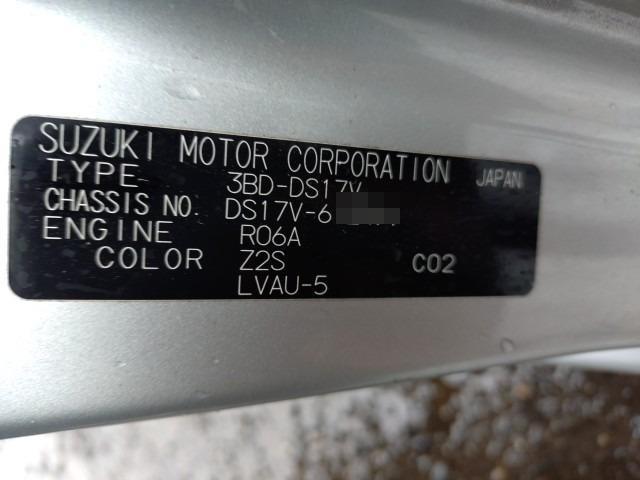 SUZUKI MOTOR CORPORATION JAPAN
TYPE 3BD-DS17V
CHASSIS NO. DS17V-6
ENGINE R06A
COLOR Z2S C02
LVAU-5